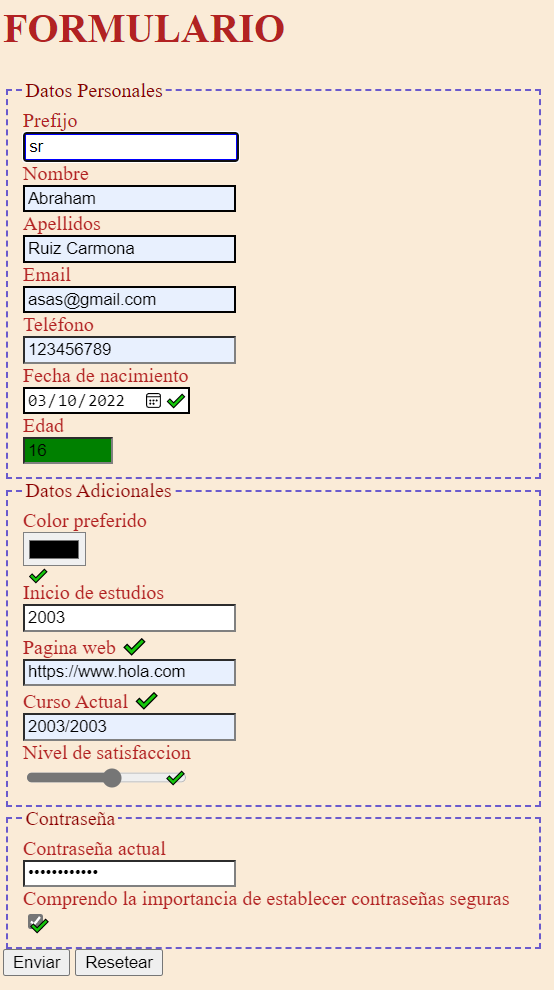 FORMULARIO
Datos Personales
Prefijo
sr
Nombre
Abraham
Apellidos
Ruiz Carmona
Email
asas@gmail.com
Teléfono
123456789
Fecha de nacimiento
03/10/2022
Edad
16
Datos Adicionales
Color preferido
Inicio de estudios
2003
Pagina web
https://www.hola.com
Curso Actual
2003/2003
Nivel de satisfaccion
Contraseña
Contraseña actual
••••••••••••
Comprendo la importancia de establecer contraseñas seguras
Enviar Resetear